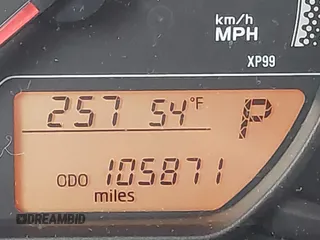 km/h
MPH
XP99
257 54°F P
ODO 105871
miles
DREAMBID